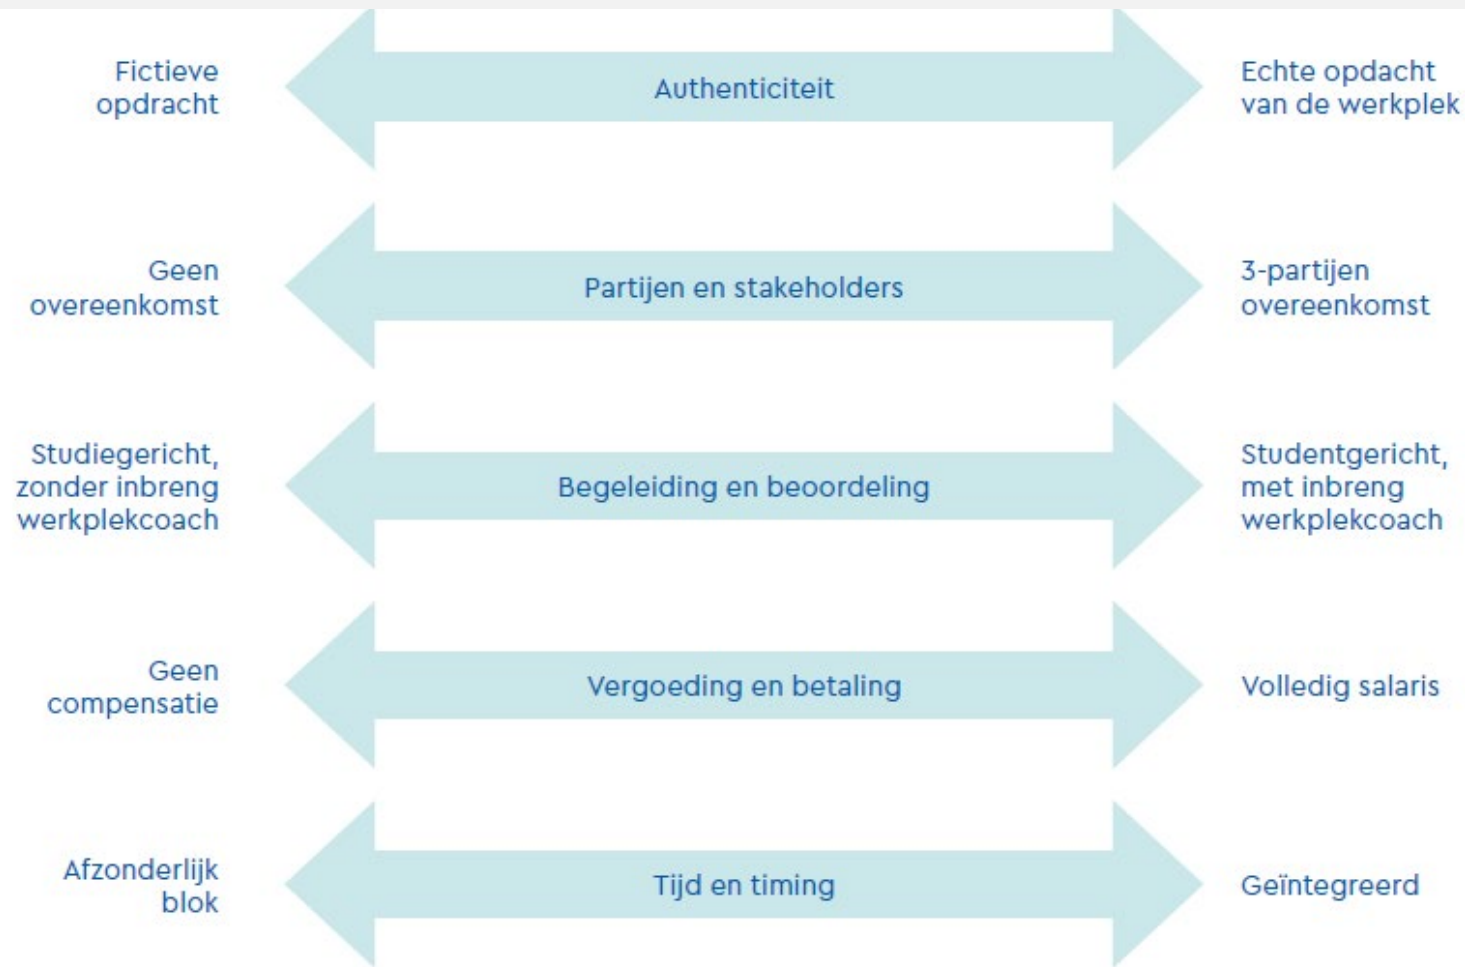 Fictieve
opdracht
Authenticiteit
Echte opdacht
van de werkplek
Geen
overeenkomst
Partijen en stakeholders
3-partijen
overeenkomst
Studiegericht,
zonder inbreng
werkplekcoach
Begeleiding en beoordeling
Studentgericht,
met inbreng
werkplekcoach
Geen
compensatie
Vergoeding en betaling
Volledig salaris
Afzonderlijk
blok
Tijd en timing
Geïntegreerd